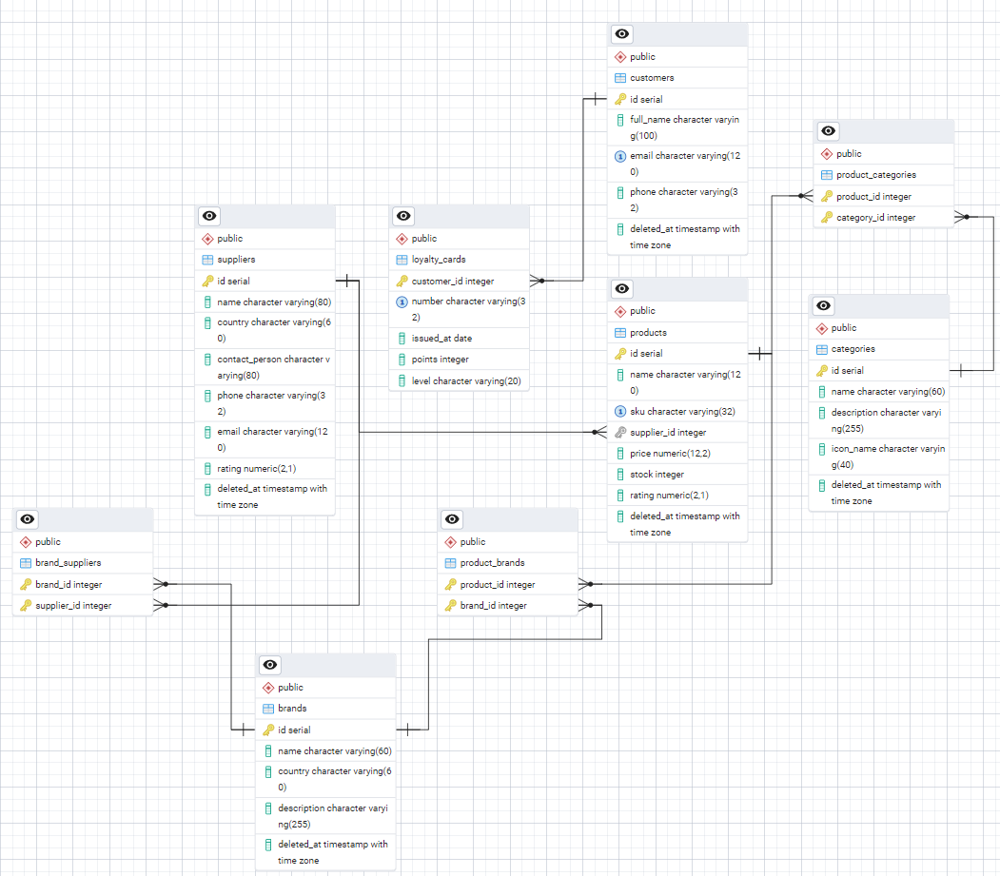 public
customers
id serial
full_name character varyin
g(100)
email character varying(12
0)
phone character varying(3
2)
deleted_at timestamp with
time zone
public
product_categories
product_id integer
category_id integer
public
suppliers
id serial
name character varying(80)
country character varying(6
0)
contact_person character v
arying(80)
phone character varying(3
2)
email character varying(12
0)
rating numeric(2,1)
deleted_at timestamp with
time zone
public
loyalty_cards
customer_id integer
number character varying(3
2)
issued_at date
points integer
level character varying(20)
public
products
id serial
name character varying(12
0)
sku character varying(32)
supplier_id integer
price numeric(12,2)
stock integer
rating numeric(2,1)
deleted_at timestamp with
time zone
public
categories
id serial
name character varying(60)
description character varyi
ng(255)
icon_name character varyin
g(40)
deleted_at timestamp with
time zone
public
brand_suppliers
brand_id integer
supplier_id integer
public
product_brands
product_id integer
brand_id integer
public
brands
id serial
name character varying(60)
country character varying(6
0)
description character varyi
ng(255)
deleted_at timestamp with
time zone